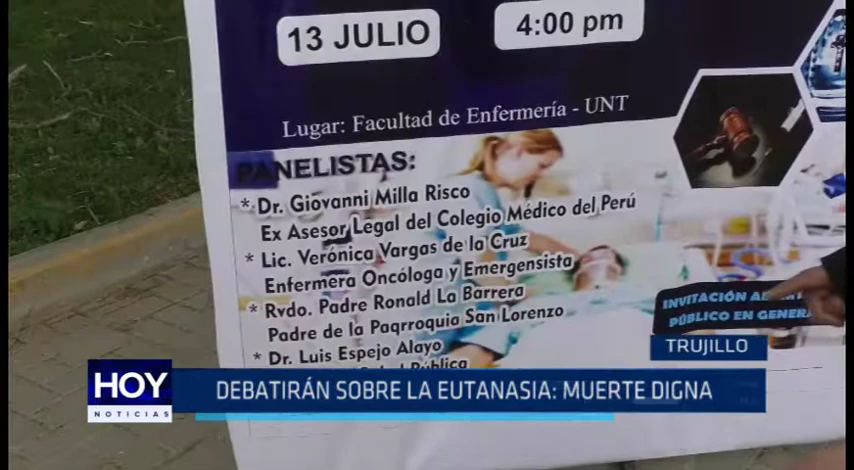 13 JULIO
4:00 pm
Lugar: Facultad de Enfermería - UNT
PANELISTAS:
* Dr. Giovanni Milla Risco
Ex Asesor Legal del Colegio Médico del Perú
* Lic. Verónica Vargas de la Cruz
Enfermera Oncóloga y Emergensista
* Rvdo. Padre Ronald La Barrera
Padre de la Paqrroquia San Lorenzo
* Dr. Luis Espejo Alayo
Salud Pública
INVITACIÓN
PÚBLICO EN GENERAL
TRUJILLO
HOY
NOTICIAS
DEBATIRÁN SOBRE LA EUTANASIA: MUERTE DIGNA